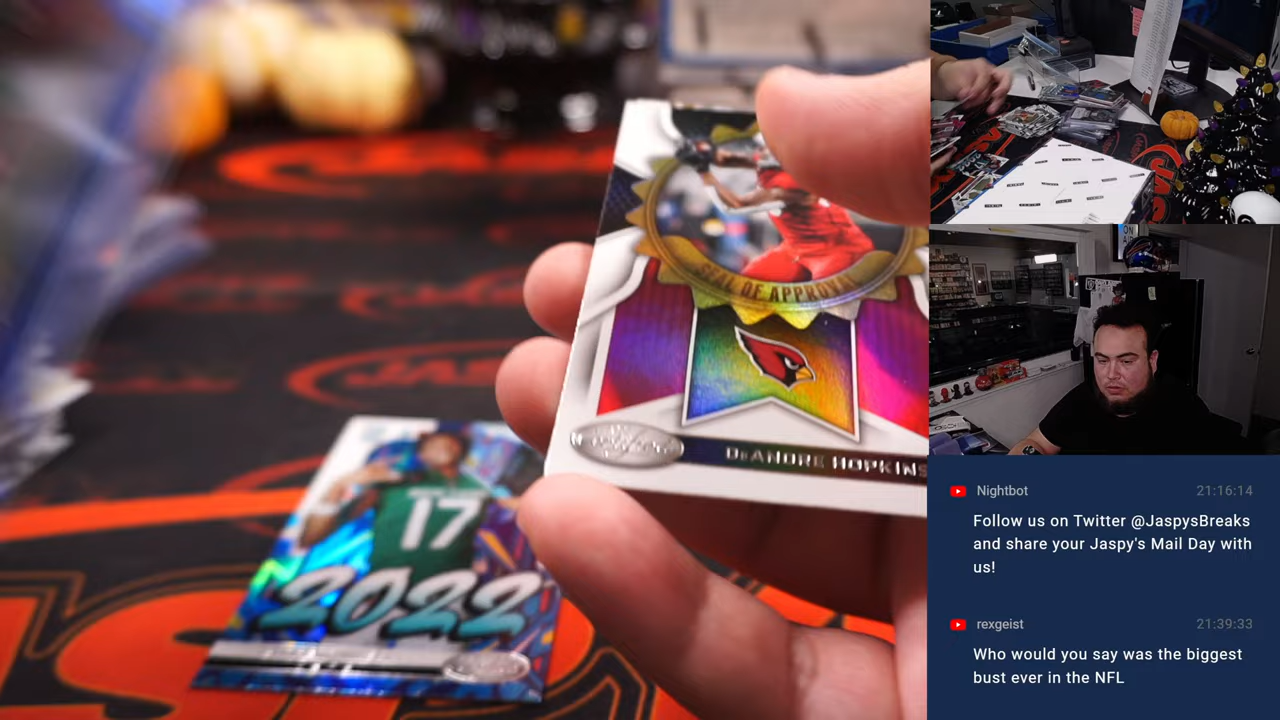 SEAL OF APPROVAL
DeANDRE HOPKINS
17
2022
Nightbot
21:16:14
Follow us on Twitter @JaspysBreaks
and share your Jaspy's Mail Day with
us!
rexgeist
21:39:33
Who would you say was the biggest
bust ever in the NFL